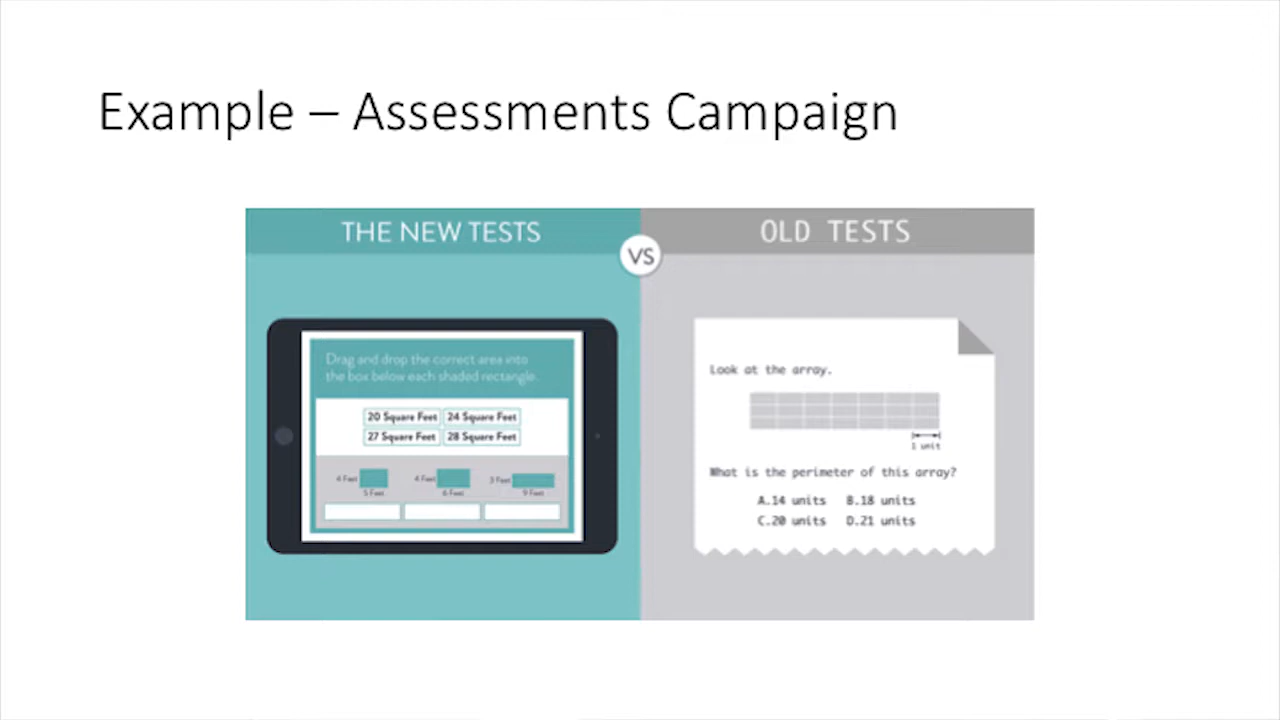 Example – Assessments Campaign
THE NEW TESTS
VS
OLD TESTS
Drag and drop the correct area into
the box below each shaded rectangle.
20 Square Feet 24 Square Feet
27 Square Feet 28 Square Feet
4 Feet 4 Feet 3 Feet
5 Feet 6 Feet 9 Feet
Look at the array.
1 unit
What is the perimeter of this array?
A.14 units B.18 units
C.20 units D.21 units